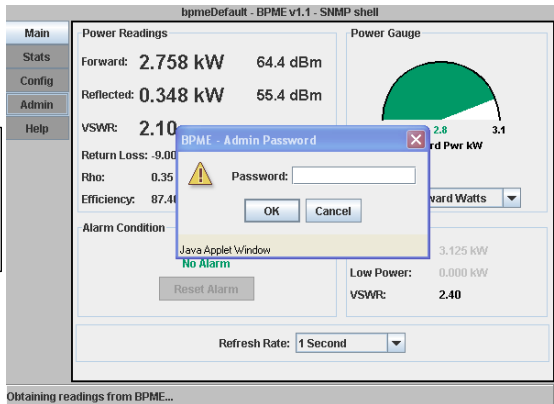 bpmeDefault - BPME v1.1 - SNMP shell
Main
Stats
Config
Admin
Help
Power Readings
Forward: 2.758 kW 64.4 dBm
Reflected: 0.348 kW 55.4 dBm
VSWR: 2.10
Return Loss: -9.00
Rho: 0.35
Efficiency: 87.40
Power Gauge
2.8 3.1
rd Pwr kW
ward Watts
BPME - Admin Password
Password:
OK Cancel
Java Applet Window
Alarm Condition
No Alarm
Reset Alarm
3.125 kW
Low Power: 0.000 kW
VSWR: 2.40
Refresh Rate: 1 Second
Obtaining readings from BPME...